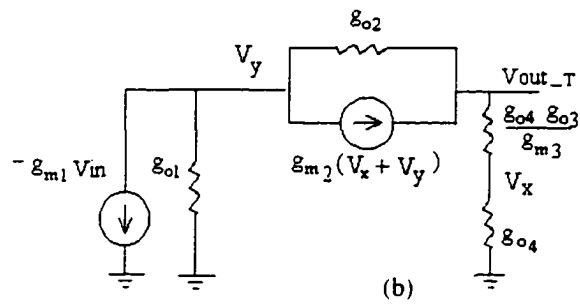 g_o2
V_y
Vout_T
g_o4 g_o3
g_m3
- g_m1 Vin
g_o1
g_m2(V_x + V_y)
V_x
g_o4
(b)